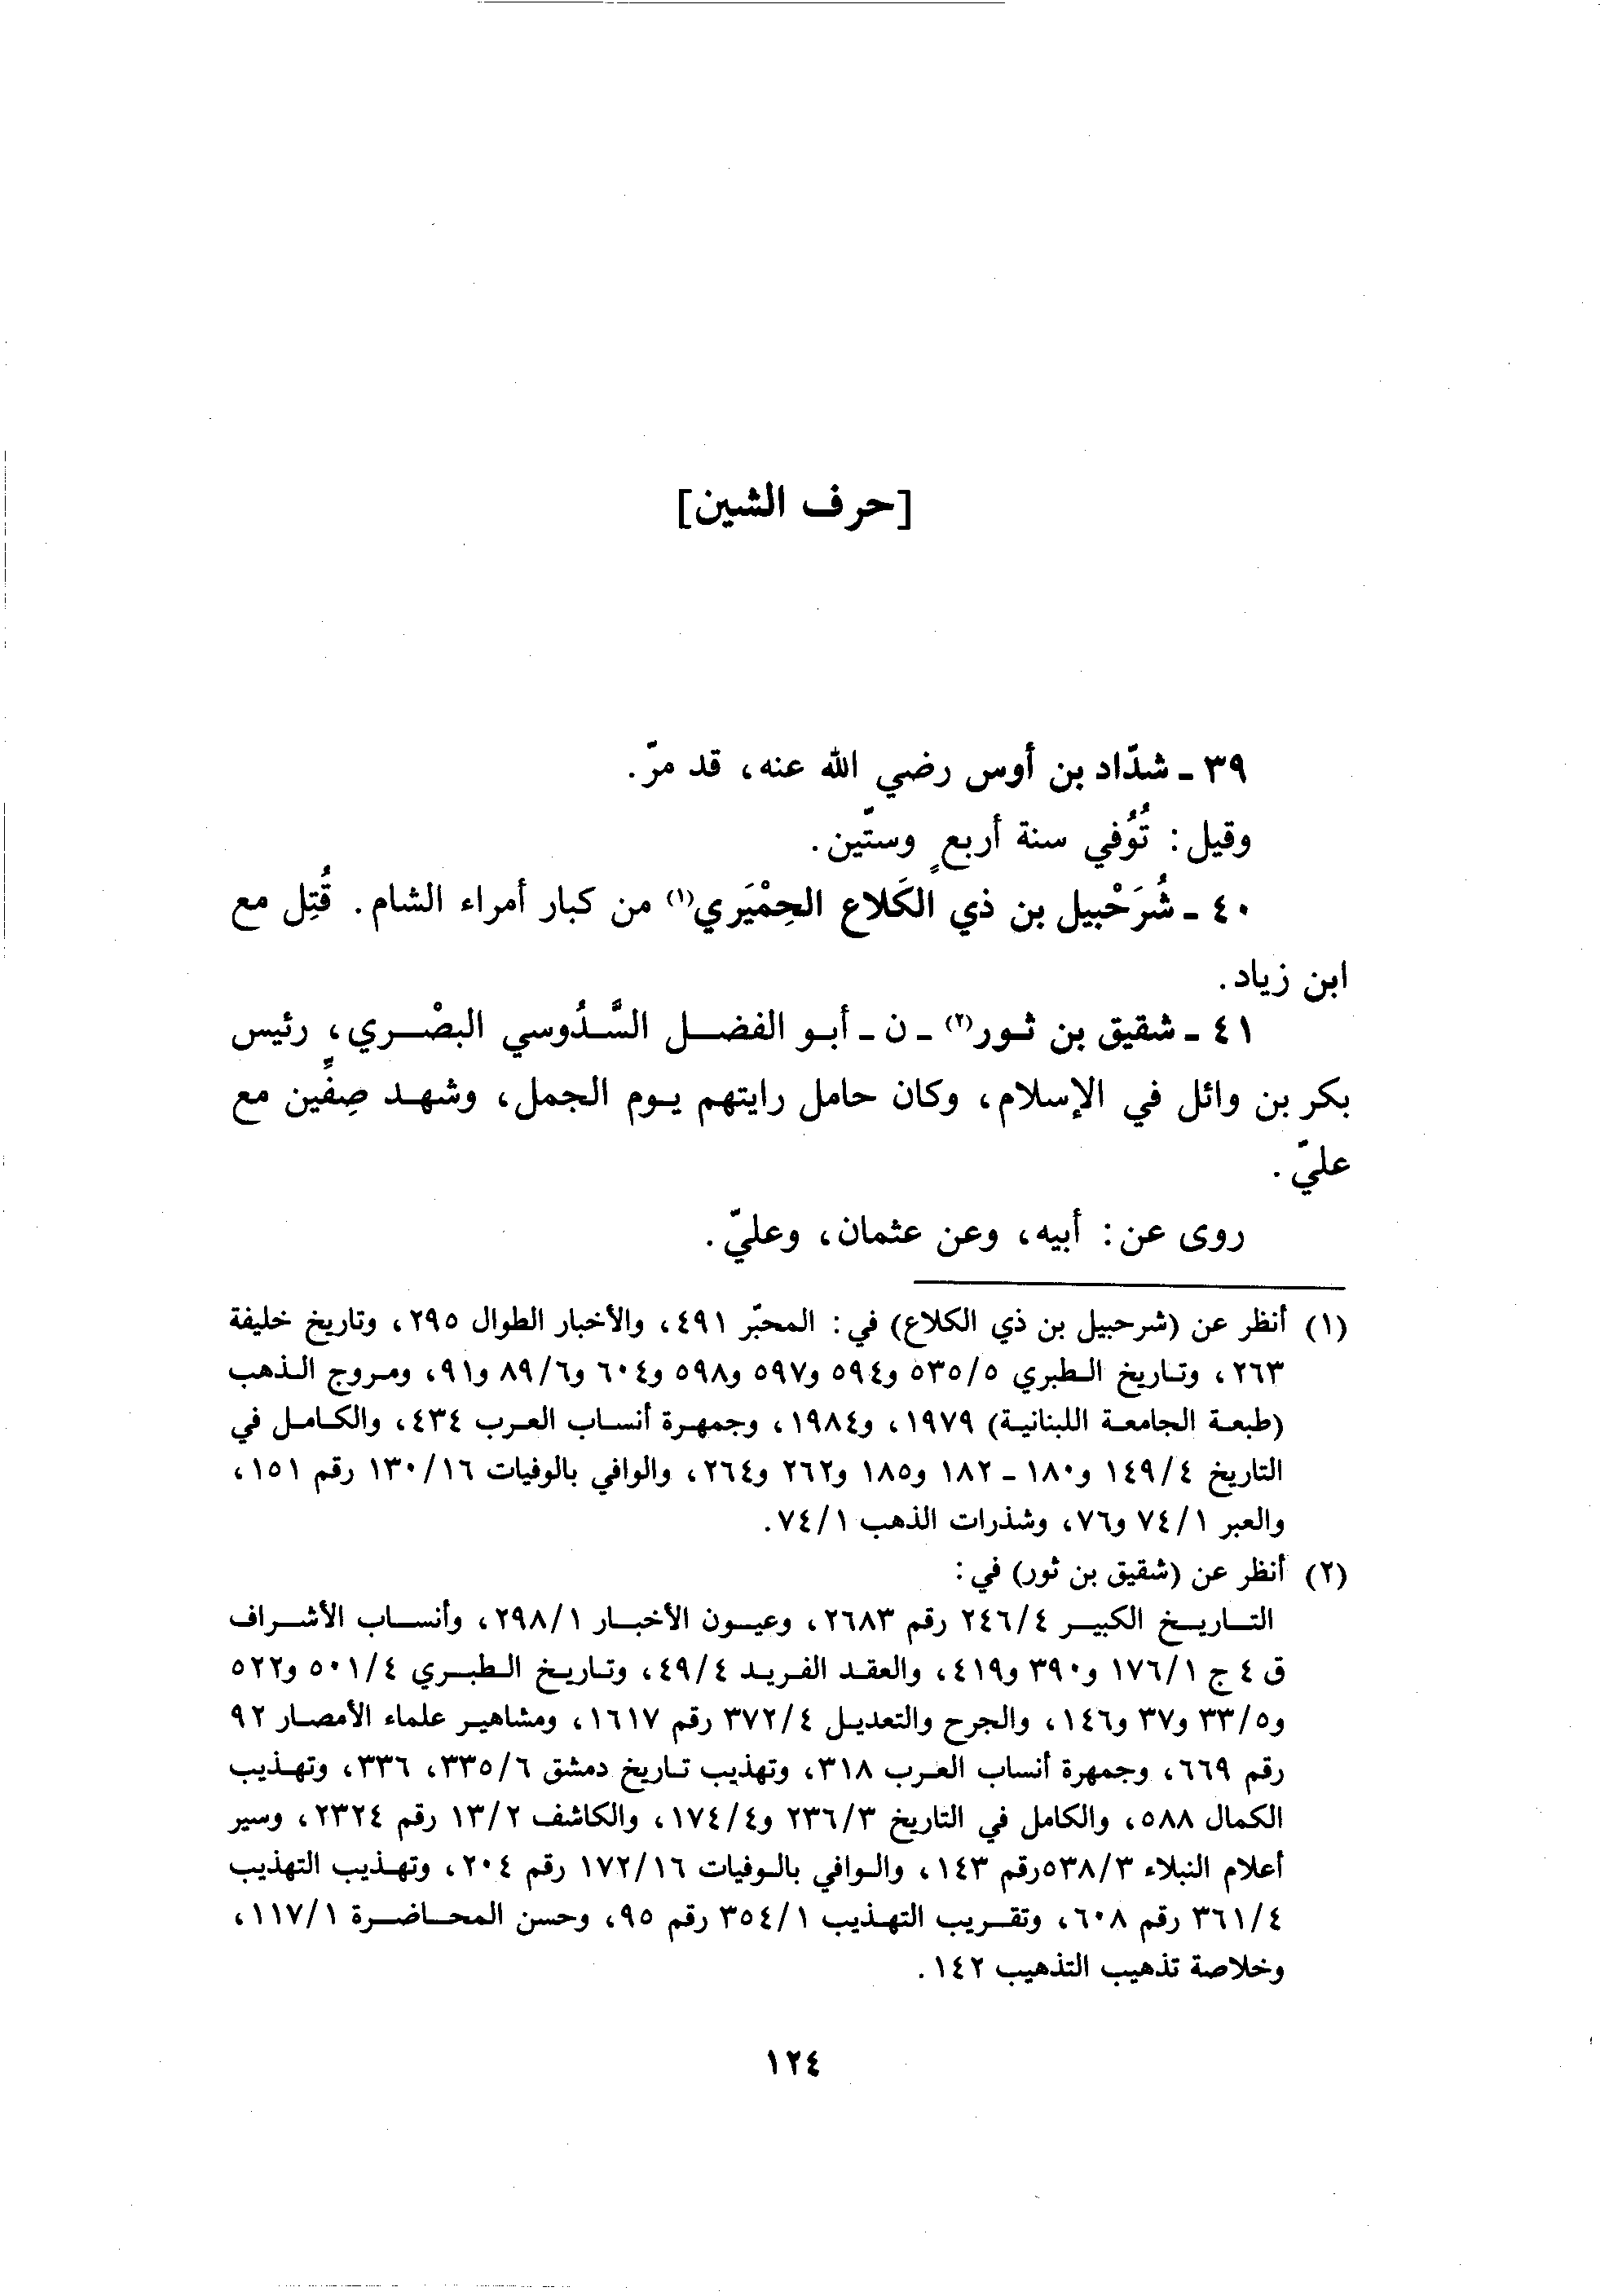 [حرف الشين]
٣٩ ـ شدّاد بن أوس رضي الله عنه، قد مرّ.
وقيل: تُوُفّي سنة أربعٍ وستّين.
٤٠ ـ شُرَحْبيل بن ذي الكَلاع الحِمْيَري(١) من كبار أمراء الشام. قُتِل مع
ابن زياد.
٤١ ـ شقيق بن ثور(٢) ـ ن ـ أبو الفضل السَّدُوسي البصْري، رئيس
بكر بن وائل في الإسلام، وكان حامل رايتهم يوم الجمل، وشهد صِفِّين مع
عليّ.
روى عن: أبيه، وعن عثمان، وعليّ.
(١) أنظر عن (شرحبيل بن ذي الكلاع) في: المحبّر ٤٩١، والأخبار الطوال ٢٩٥، وتاريخ خليفة
٢٦٣، وتاريخ الطبري ٥/٥٣٥ و٥٩٤ و٥٩٧ و٥٩٨ و٦٠٤ و٨٩/٦ و٩١، ومروج الذهب
(طبعة الجامعة اللبنانية) ١٩٧٩، و١٩٨٤، وجمهرة أنساب العرب ٤٣٤، والكامل في
التاريخ ١٤٩/٤ و١٨٠ ـ ١٨٢ و١٨٥ و٢٦٢ و٢٦٤، والوافي بالوفيات ١٣٠/١٦ رقم ١٥١،
والعبر ٧٤/١ و٧٦، وشذرات الذهب ٧٤/١.
(٢) أنظر عن (شقيق بن ثور) في:
التاريخ الكبير ٢٤٦/٤ رقم ٢٦٨٣، وعيون الأخبار ٢٩٨/١، وأنساب الأشراف
ق ٤ ج ١٧٦/١ و٣٩٠ و٤١٩، والعقد الفريد ٤٩/٤، وتاريخ الطبري ٥٠١/٤ و٥٢٢
و٣٣/٥ و٣٧ و١٤٦، والجرح والتعديل ٣٧٢/٤ رقم ١٦١٧، ومشاهير علماء الأمصار ٩٢
رقم ٦٦٩، وجمهرة أنساب العرب ٣١٨، وتهذيب تاريخ دمشق ٣٣٥/٦، ٣٣٦، وتهذيب
الكمال ٥٨٨، والكامل في التاريخ ٢٣٦/٣ و١٧٤/٤، والكاشف ١٣/٢ رقم ٢٣٢٤، وسير
أعلام النبلاء ٥٣٨/٣رقم ١٤٣، والوافي بالوفيات ١٧٢/١٦ رقم ٢٠٤، وتهذيب التهذيب
٣٦١/٤ رقم ٦٠٨، وتقريب التهذيب ٣٥٤/١ رقم ٩٥، وحسن المحاضرة ١١٧/١،
وخلاصة تذهيب التذهيب ١٤٢.
١٢٤